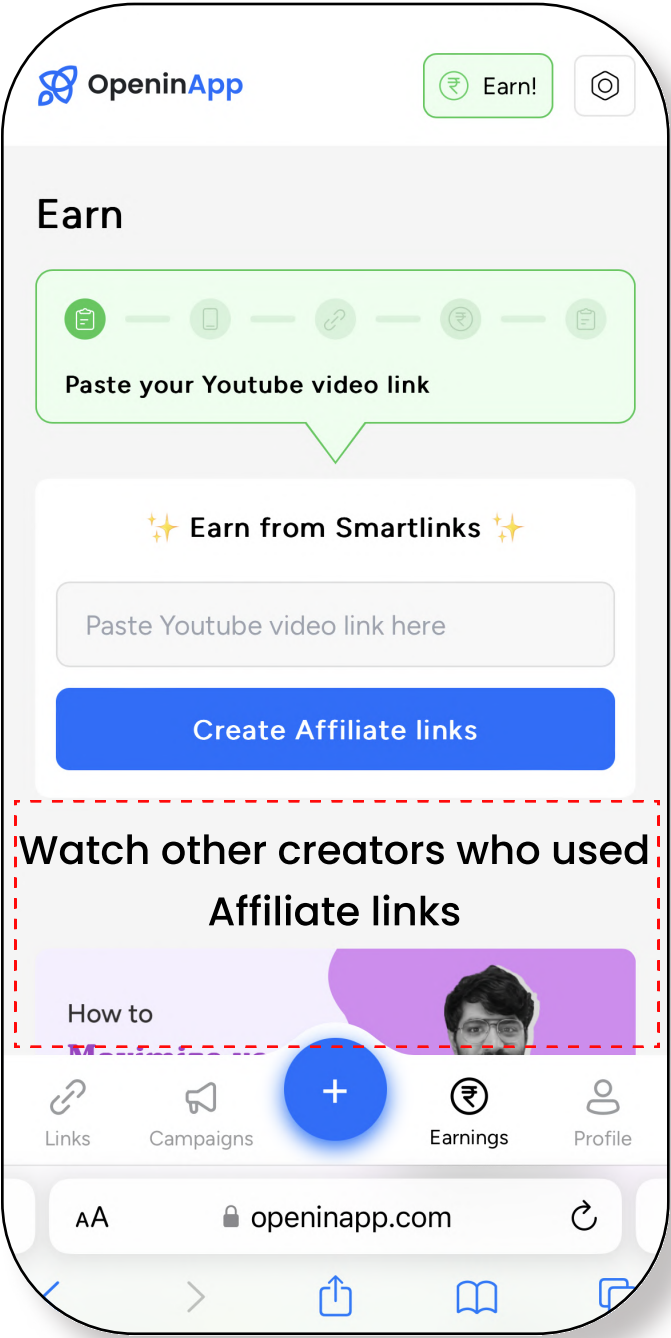 OpeninApp
₹ Earn!
Earn
₹
Paste your Youtube video link
✨ Earn from Smartlinks ✨
Paste Youtube video link here
Create Affiliate links
Watch other creators who used
Affiliate links
How to
+
₹
Links
Campaigns
Earnings
Profile
AA
openinapp.com